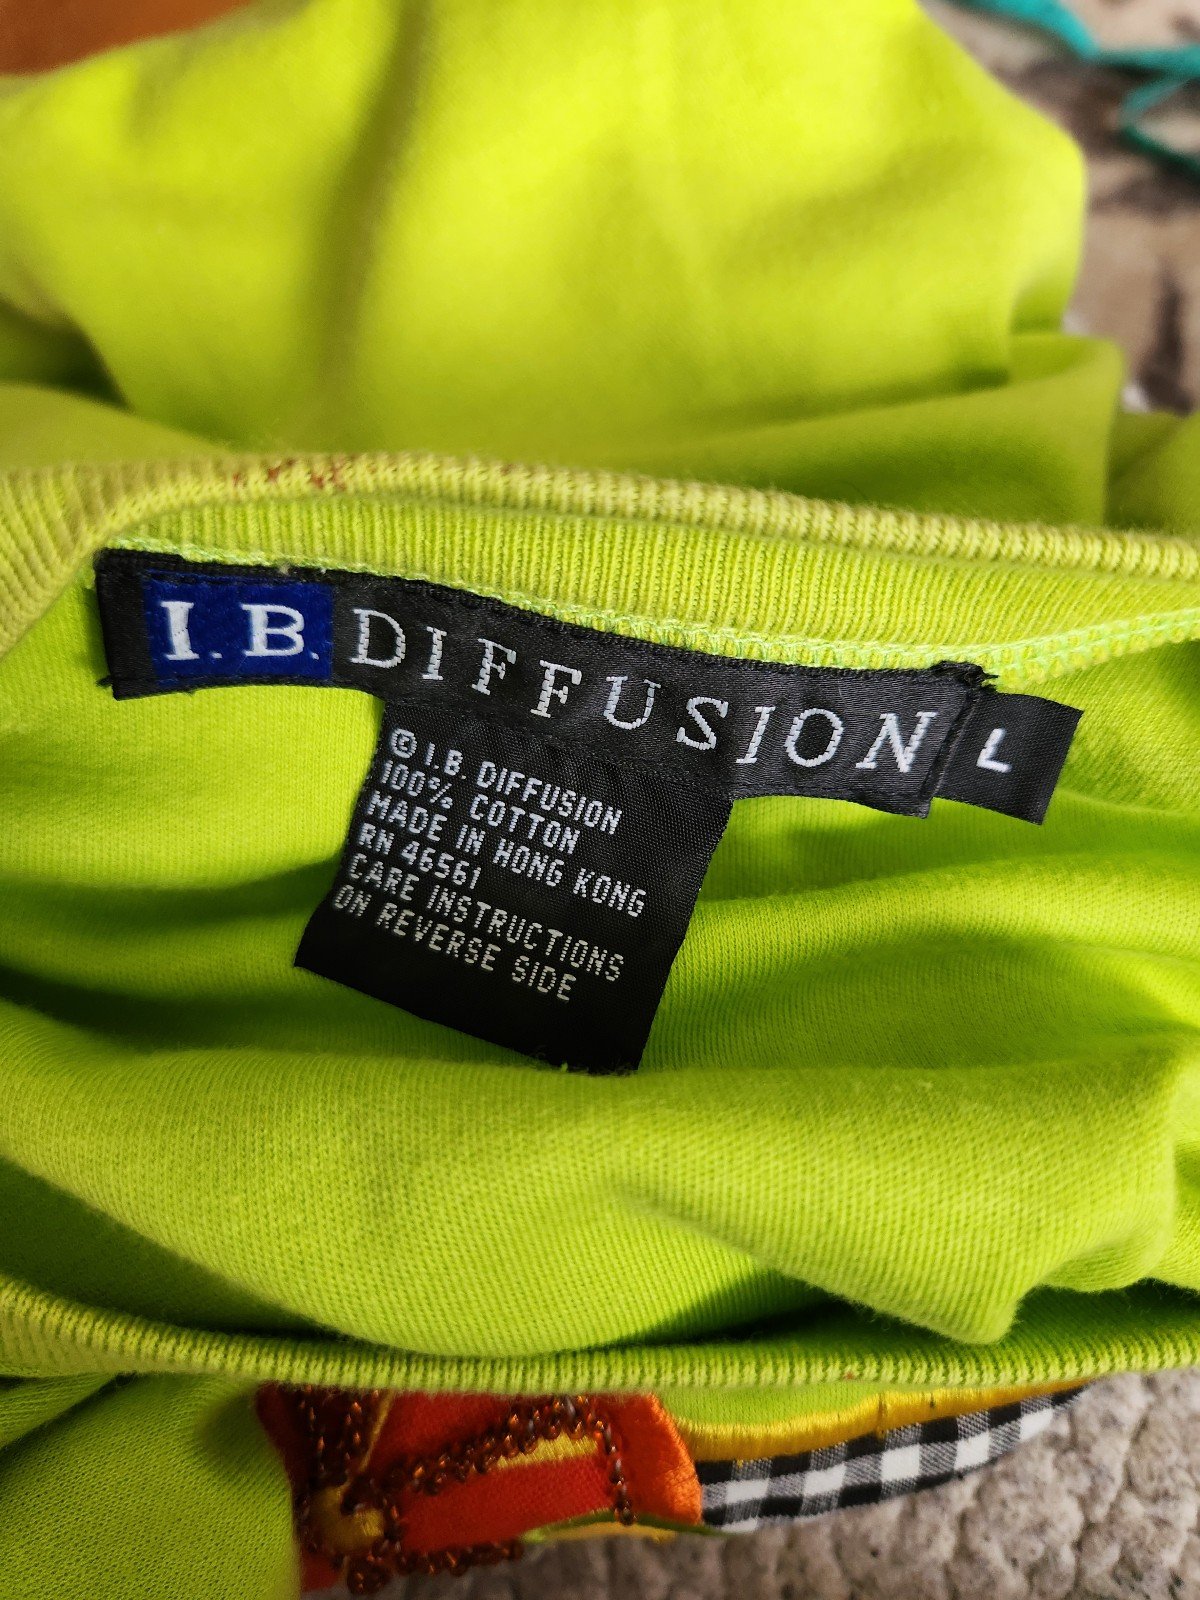 I.B. DIFFUSION
L
© I.B. DIFFUSION
100% COTTON
MADE IN HONG KONG
RN 46561
CARE INSTRUCTIONS
ON REVERSE SIDE